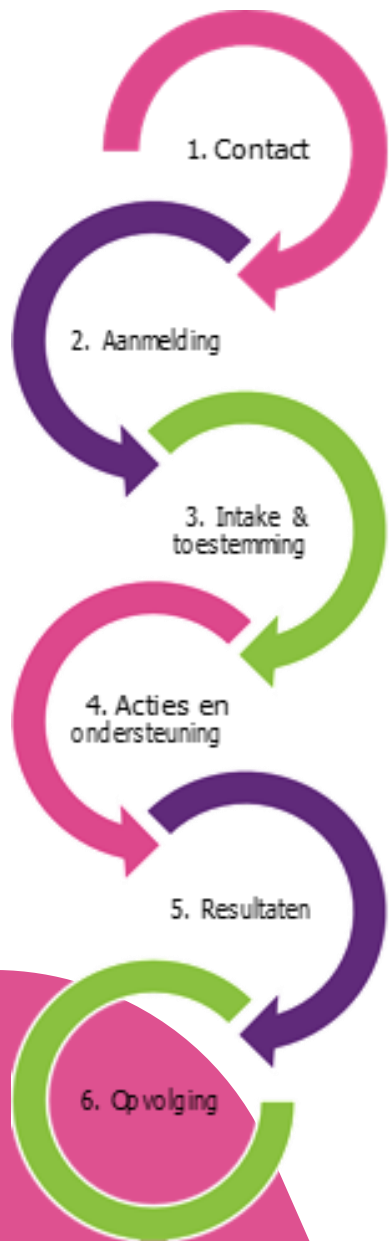 1. Contact
2. Aanmelding
3. Intake &
toestemming
4. Acties en
ondersteuning
5. Resultaten
6. Opvolging